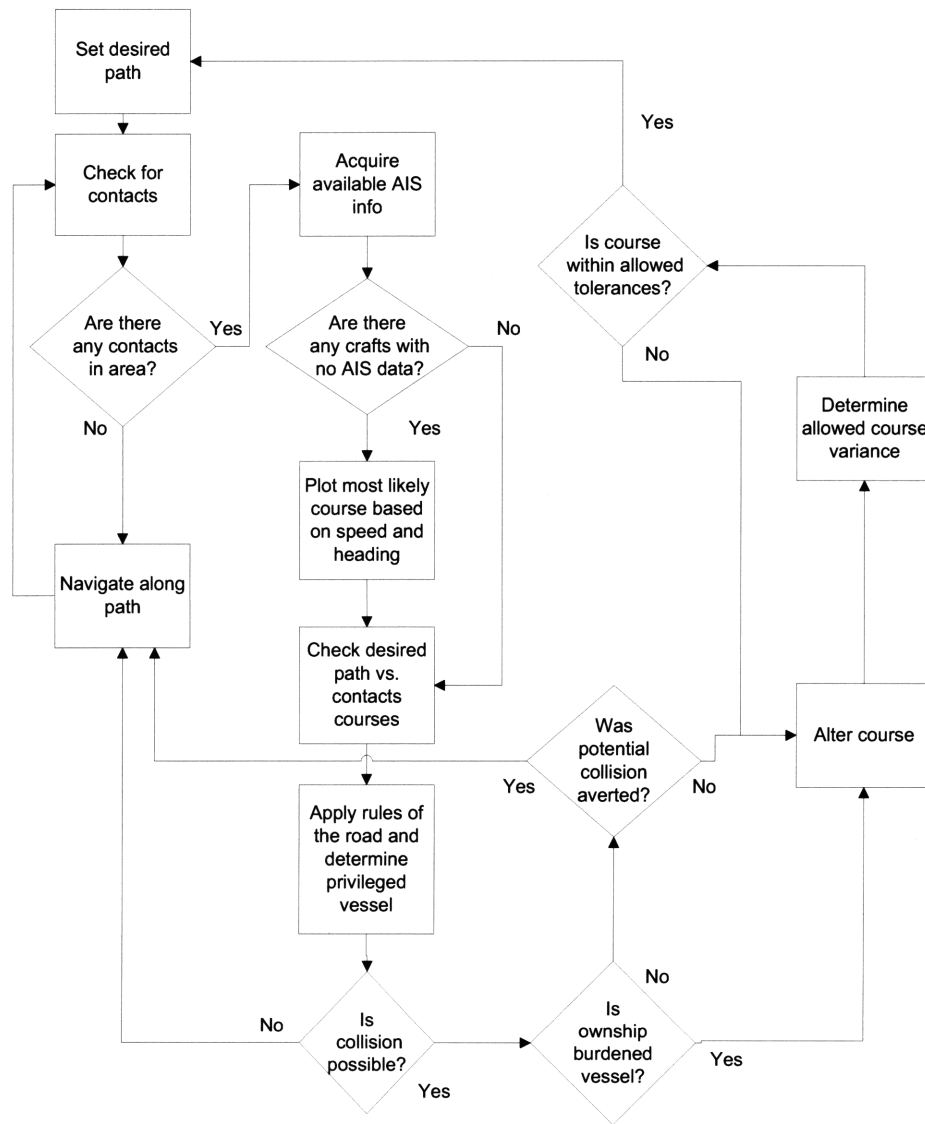 Set desired
path
Yes
Check for
contacts
Acquire
available AIS
info
Is course
within allowed
tolerances?
Are there
any contacts
in area?
Yes
Are there
any crafts with
no AIS data?
No
No
No
Yes
Determine
allowed course
variance
Plot most likely
course based
on speed and
heading
Navigate along
path
Check desired
path vs.
contacts
courses
Was
potential
collision
averted?
Alter course
Yes
No
Apply rules of
the road and
determine
privileged
vessel
No
No
Is
collision
possible?
Is
ownship
burdened
vessel?
Yes
Yes